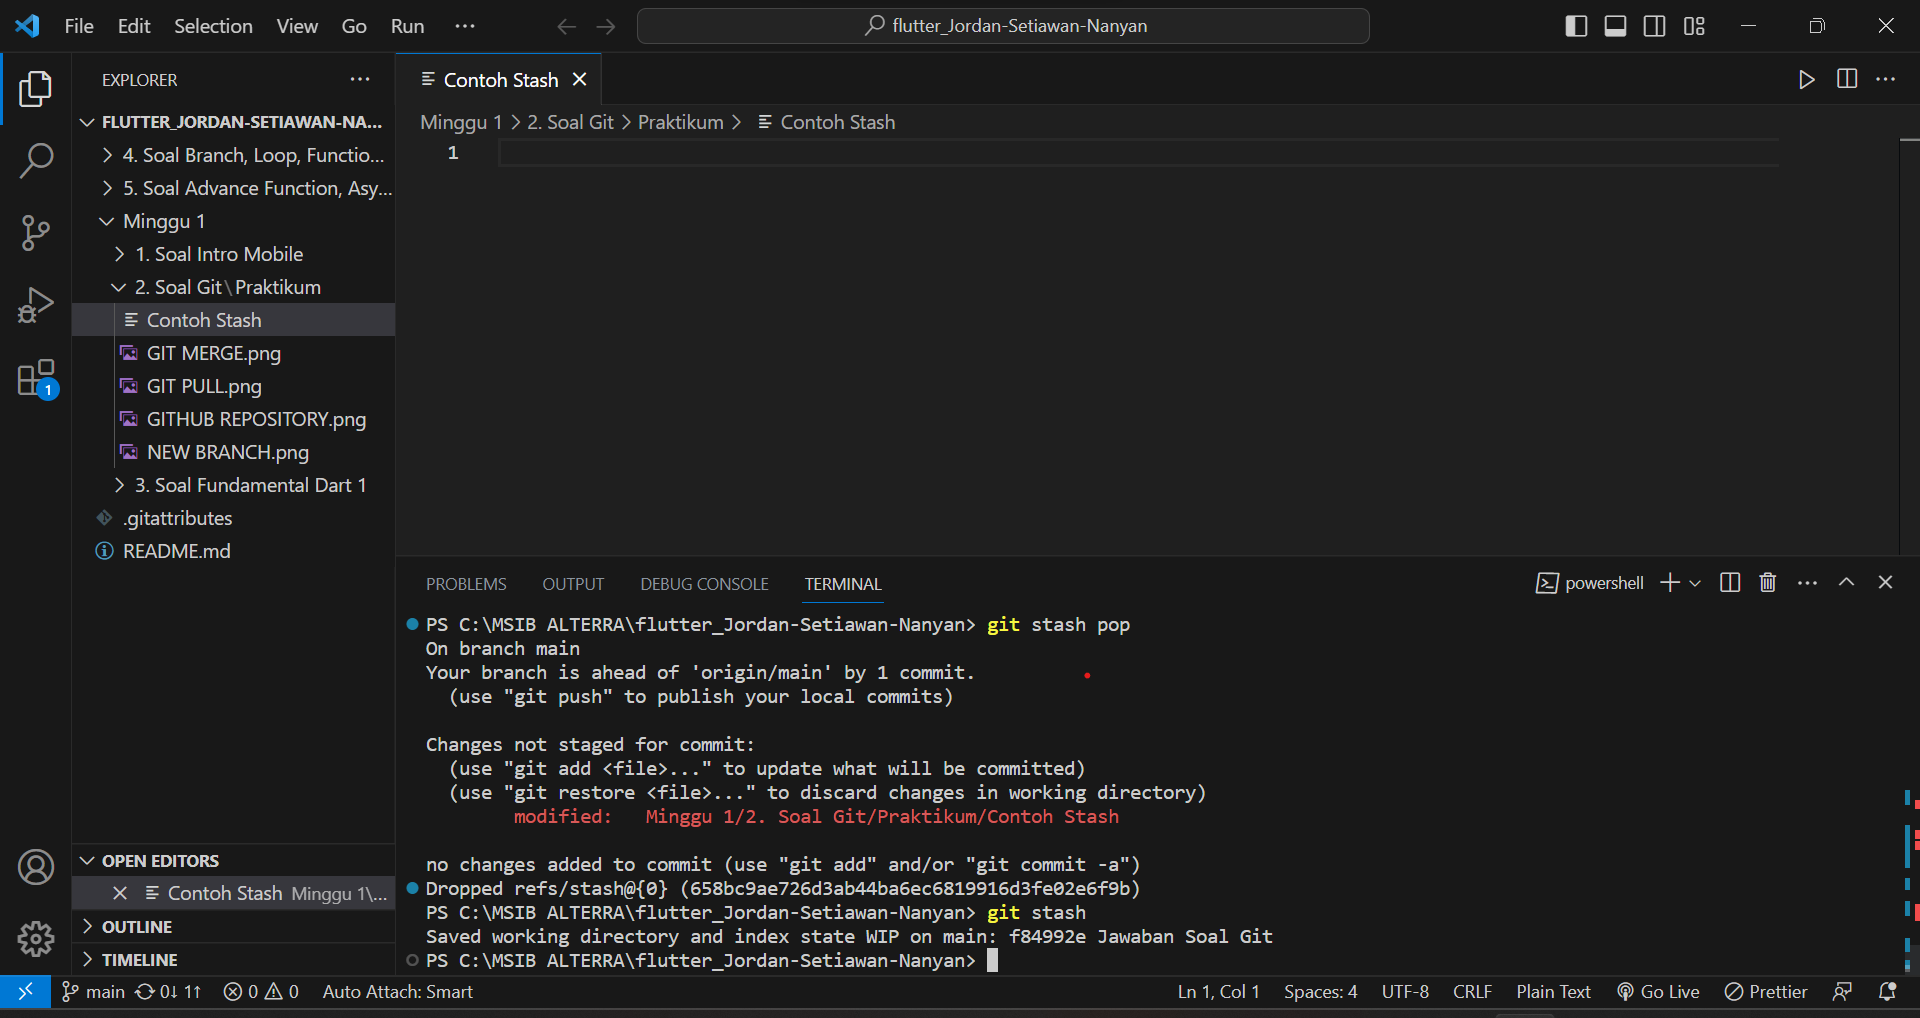 File Edit Selection View Go Run ···
flutter_Jordan-Setiawan-Nanyan
EXPLORER ···
FLUTTER_JORDAN-SETIAWAN-NA...
4. Soal Branch, Loop, Functio...
5. Soal Advance Function, Asy...
Minggu 1
1. Soal Intro Mobile
2. Soal Git\Praktikum
Contoh Stash
GIT MERGE.png
GIT PULL.png
GITHUB REPOSITORY.png
NEW BRANCH.png
3. Soal Fundamental Dart 1
.gitattributes
README.md
1
OPEN EDITORS
Contoh Stash Minggu 1\...
OUTLINE
TIMELINE
Contoh Stash
Minggu 1 > 2. Soal Git > Praktikum > Contoh Stash
1
PROBLEMS OUTPUT DEBUG CONSOLE TERMINAL
powershell
PS C:\MSIB ALTERRA\flutter_Jordan-Setiawan-Nanyan> git stash pop
On branch main
Your branch is ahead of 'origin/main' by 1 commit.
(use "git push" to publish your local commits)
Changes not staged for commit:
(use "git add <file>..." to update what will be committed)
(use "git restore <file>..." to discard changes in working directory)
modified: Minggu 1/2. Soal Git/Praktikum/Contoh Stash
no changes added to commit (use "git add" and/or "git commit -a")
Dropped refs/stash@{0} (658bc9ae726d3ab44ba6ec6819916d3fe02e6f9b)
PS C:\MSIB ALTERRA\flutter_Jordan-Setiawan-Nanyan> git stash
Saved working directory and index state WIP on main: f84992e Jawaban Soal Git
PS C:\MSIB ALTERRA\flutter_Jordan-Setiawan-Nanyan>
main 0↓ 1↑ 0 0 Auto Attach: Smart Ln 1, Col 1 Spaces: 4 UTF-8 CRLF Plain Text Go Live Prettier